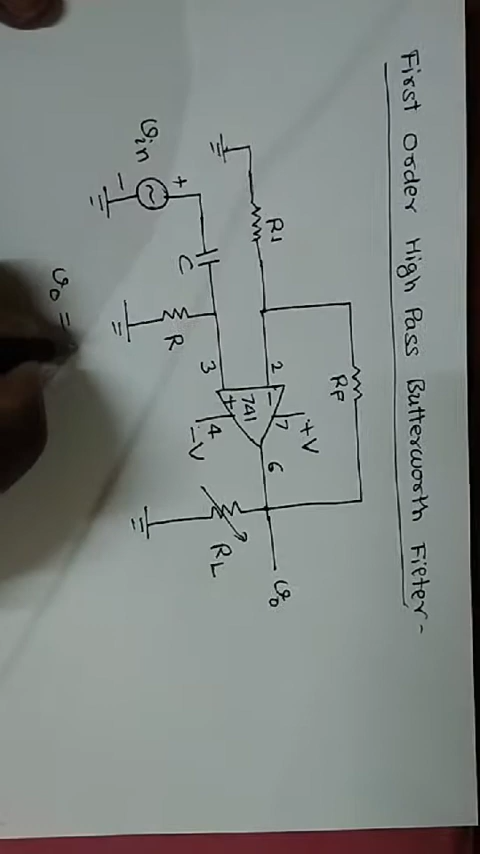 First Order High Pass Butterworth Filter-
RF
R1
2
+V
7
-
741
6
vo
+
3
4
-V
C
+
vin
-
R
RL
vo =